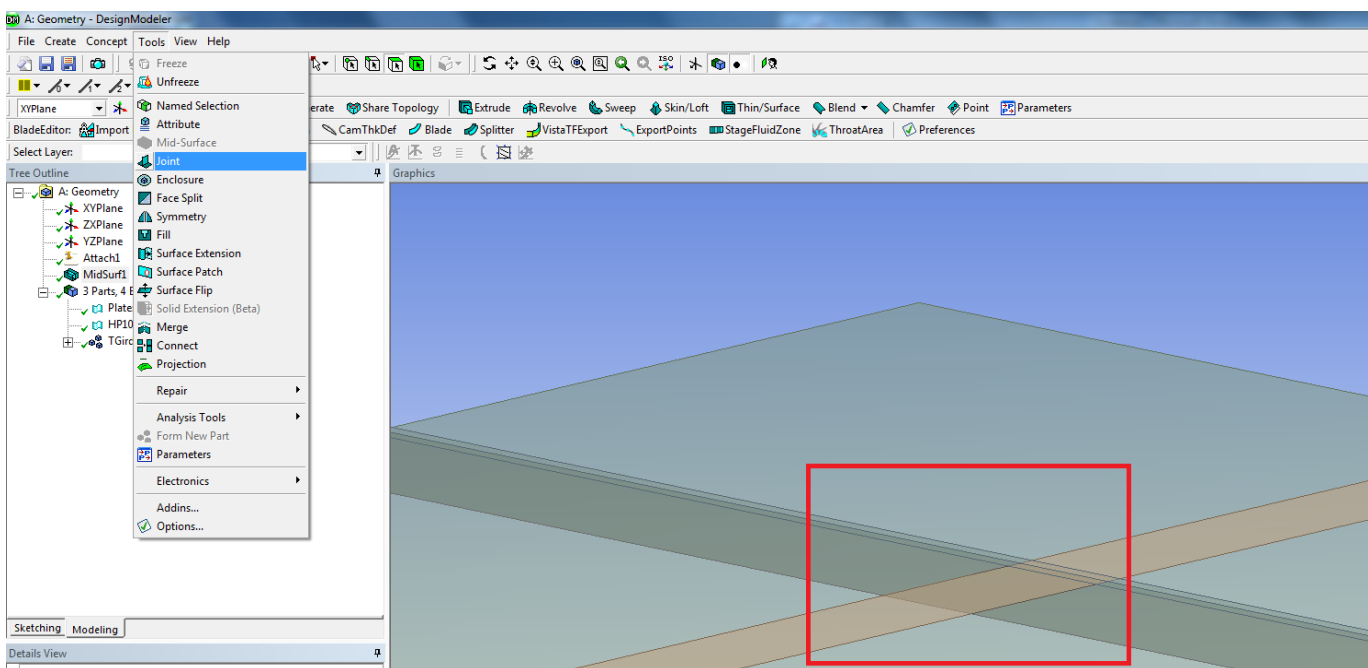 A: Geometry - DesignModeler
File Create Concept Tools View Help
ISO
XYPlane
erate Share Topology Extrude Revolve Sweep Skin/Loft Thin/Surface Blend Chamfer Point Parameters
BladeEditor: Import
CamThkDef Blade Splitter VistaTFExport ExportPoints StageFluidZone ThroatArea Preferences
Select Layer:
Freeze
Unfreeze
Named Selection
Attribute
Mid-Surface
Joint
Enclosure
Face Split
Symmetry
Fill
Surface Extension
Surface Patch
Surface Flip
Solid Extension (Beta)
Merge
Connect
Projection
Repair
Analysis Tools
Form New Part
Parameters
Electronics
Addins...
Options...
Tree Outline
A: Geometry
XYPlane
ZXPlane
YZPlane
Attach1
MidSurf1
3 Parts, 4
Plate
HP10
TGird
Graphics
Sketching Modeling
Details View